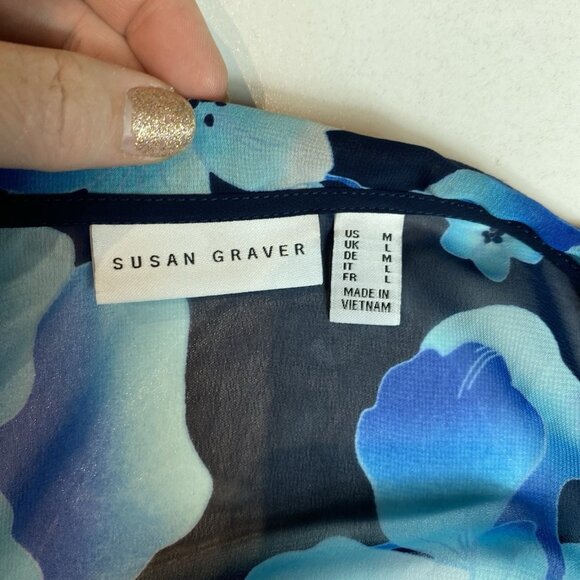 SUSAN GRAVER
US M
UK L
DE M
IT L
FR L
MADE IN
VIETNAM